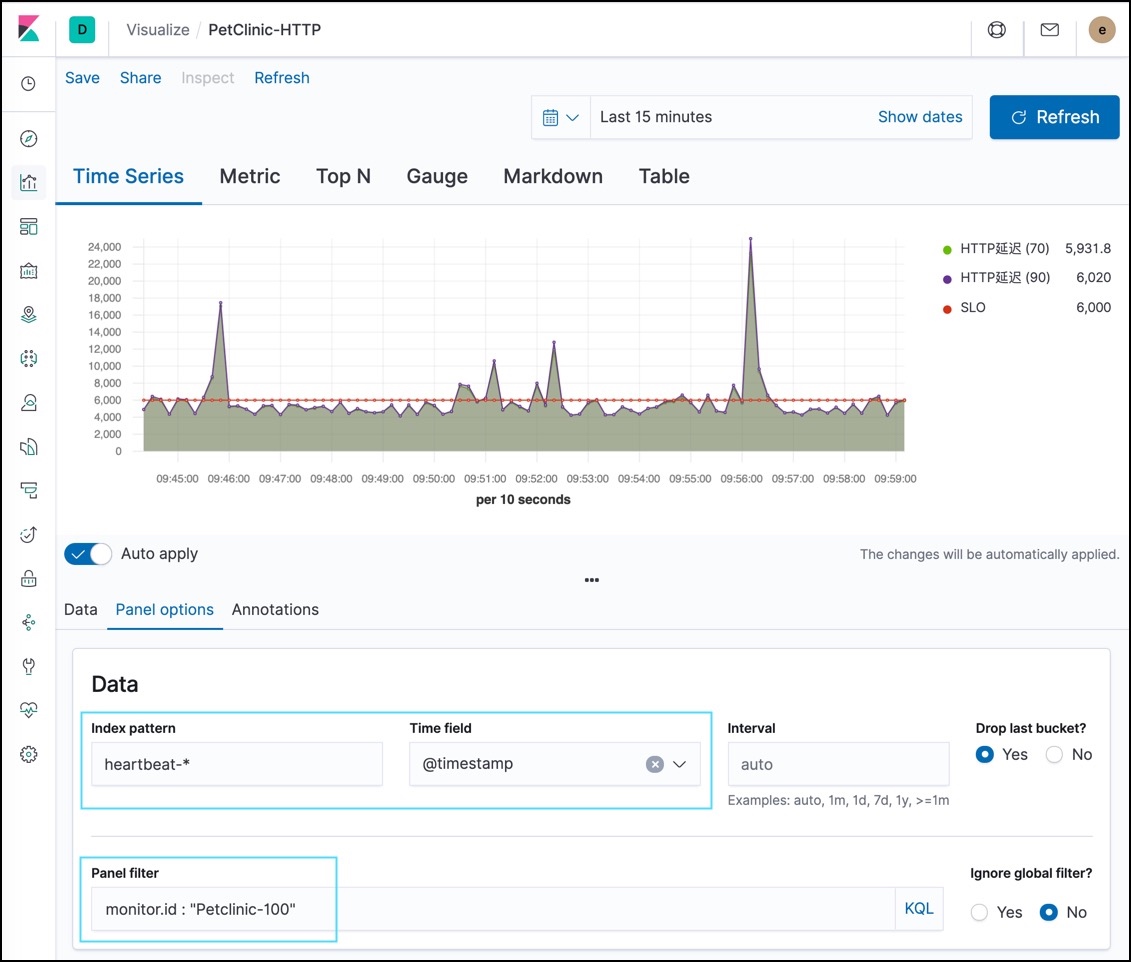 D Visualize / PetClinic-HTTP e
Save Share Inspect Refresh
Last 15 minutes Show dates Refresh
Time Series Metric Top N Gauge Markdown Table
24,000
22,000
20,000
18,000
16,000
14,000
12,000
10,000
8,000
6,000
4,000
2,000
0
HTTP延迟 (70) 5,931.8
HTTP延迟 (90) 6,020
SLO 6,000
09:45:00 09:46:00 09:47:00 09:48:00 09:49:00 09:50:00 09:51:00 09:52:00 09:53:00 09:54:00 09:55:00 09:56:00 09:57:00 09:58:00 09:59:00
per 10 seconds
Auto apply The changes will be automatically applied.
Data Panel options Annotations
Data
Index pattern Time field Interval Drop last bucket?
heartbeat-* @timestamp auto Yes No
Examples: auto, 1m, 1d, 7d, 1y, >=1m
Panel filter Ignore global filter?
monitor.id : "Petclinic-100" KQL Yes No